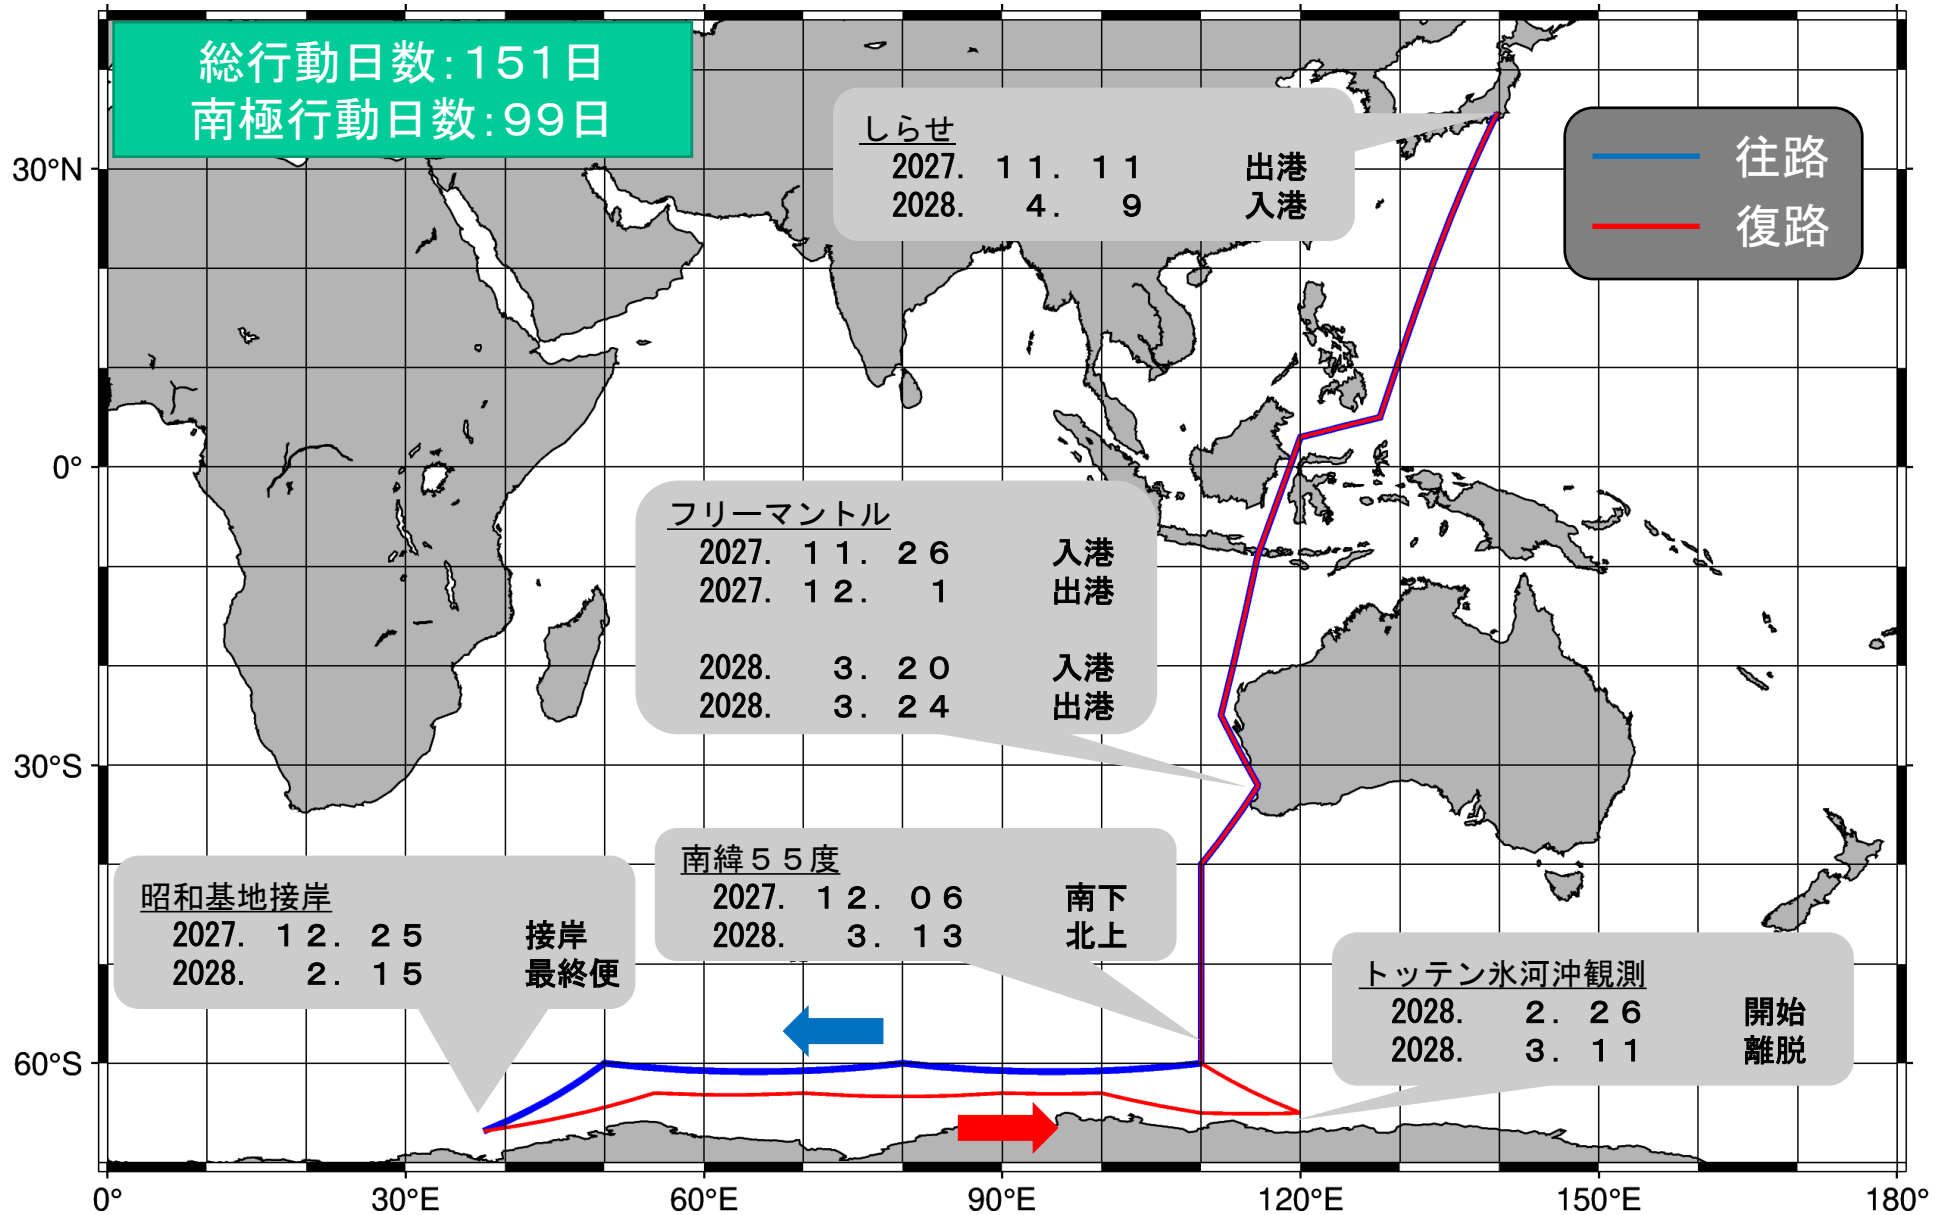 総行動日数:151日
南極行動日数:99日
しらせ
2027. 11. 11 出港
2028. 4. 9 入港
往路
復路
フリーマントル
2027. 11. 26 入港
2027. 12. 1 出港
2028. 3. 20 入港
2028. 3. 24 出港
南緯55度
2027. 12. 06 南下
2028. 3. 13 北上
昭和基地接岸
2027. 12. 25 接岸
2028. 2. 15 最終便
トッテン氷河沖観測
2028. 2. 26 開始
2028. 3. 11 離脱
30°N
0°
30°S
60°S
0° 30°E 60°E 90°E 120°E 150°E 180°